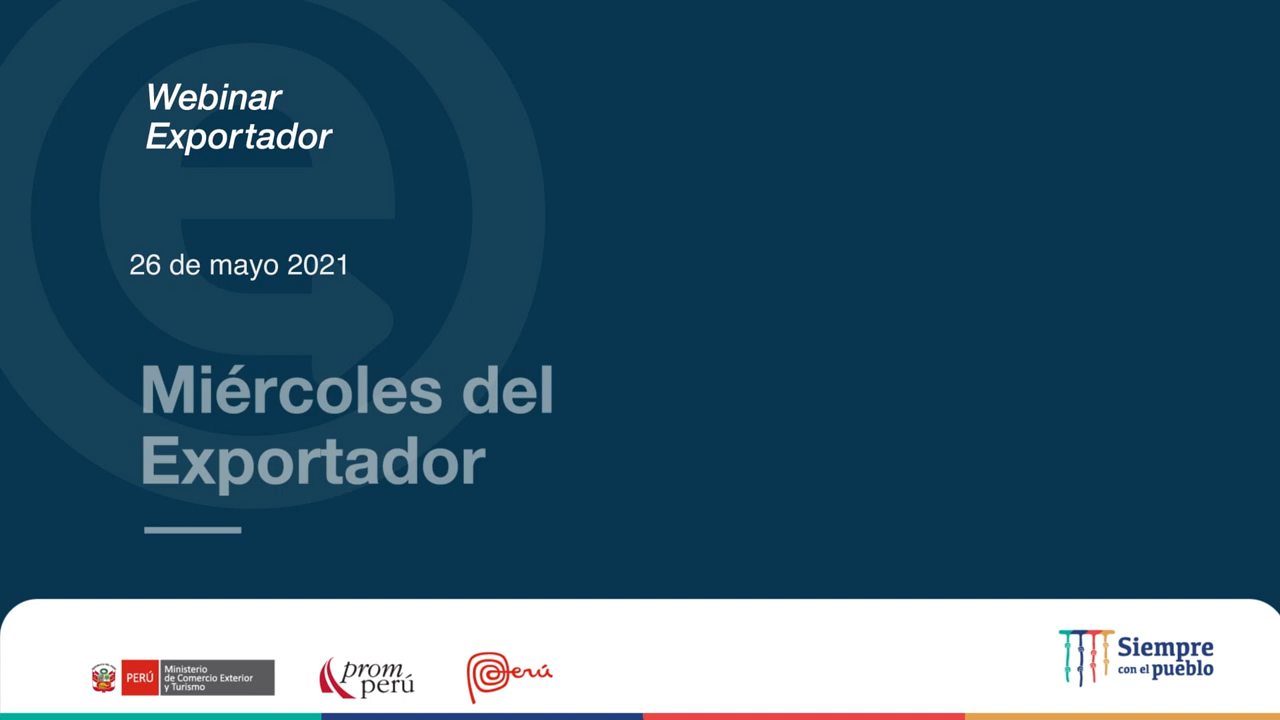 Webinar
Exportador
26 de mayo 2021
Miércoles del
Exportador
PERÚ
Ministerio
de Comercio Exterior
y Turismo
prom
perú
Perú
Siempre
con el pueblo